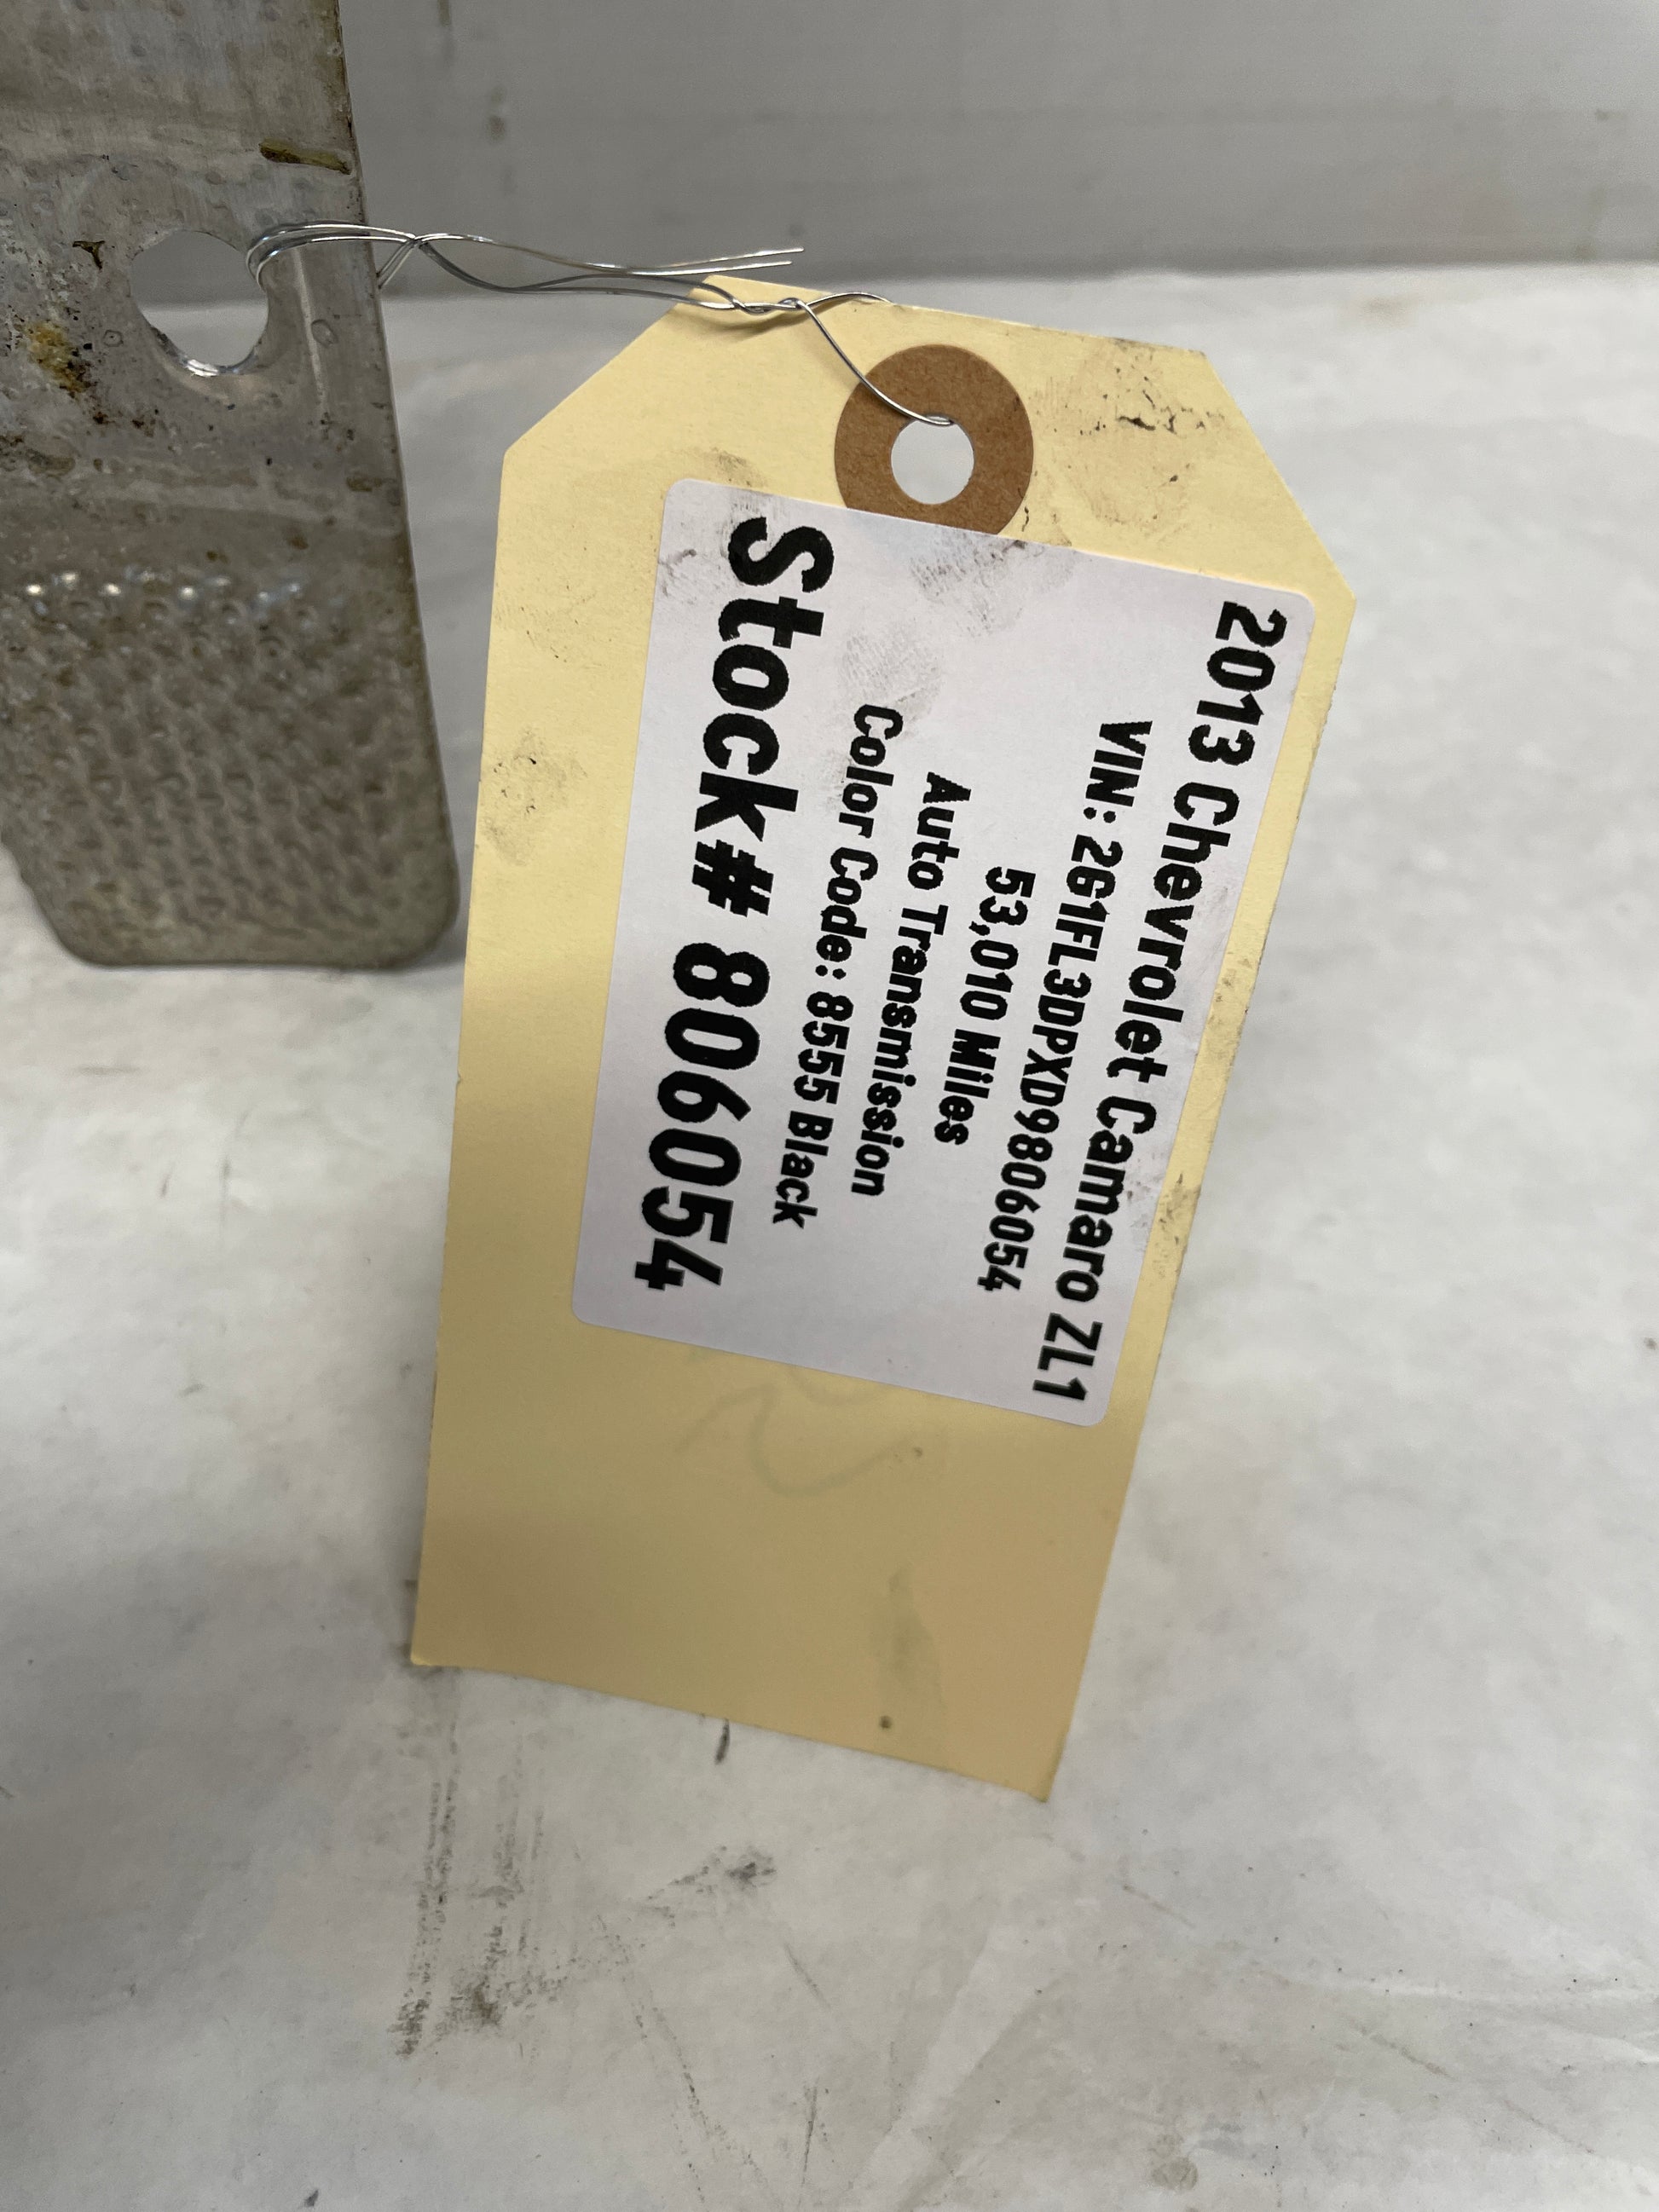 2013 Chevrolet Camaro ZL1
VIN: 2G1FL3DPXD9806054
53,010 Miles
Auto Transmission
Color Code: 8555 Black
Stock# 806054